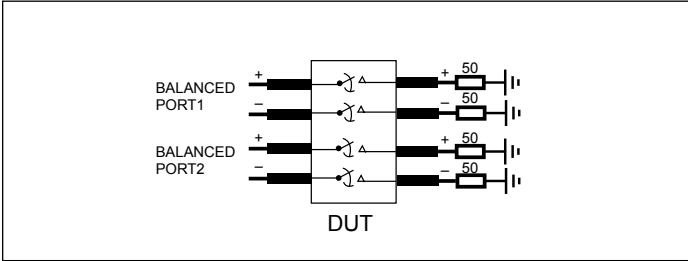 + + 50
BALANCED
PORT1
– – 50
+ + 50
BALANCED
PORT2
– – 50
DUT